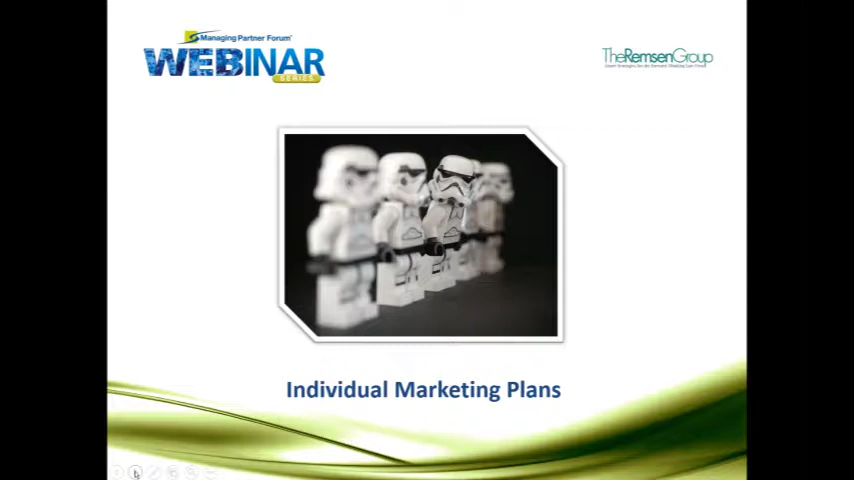 Managing Partner Forum
WEBINAR
SERIES
TheRemsenGroup
Individual Marketing Plans